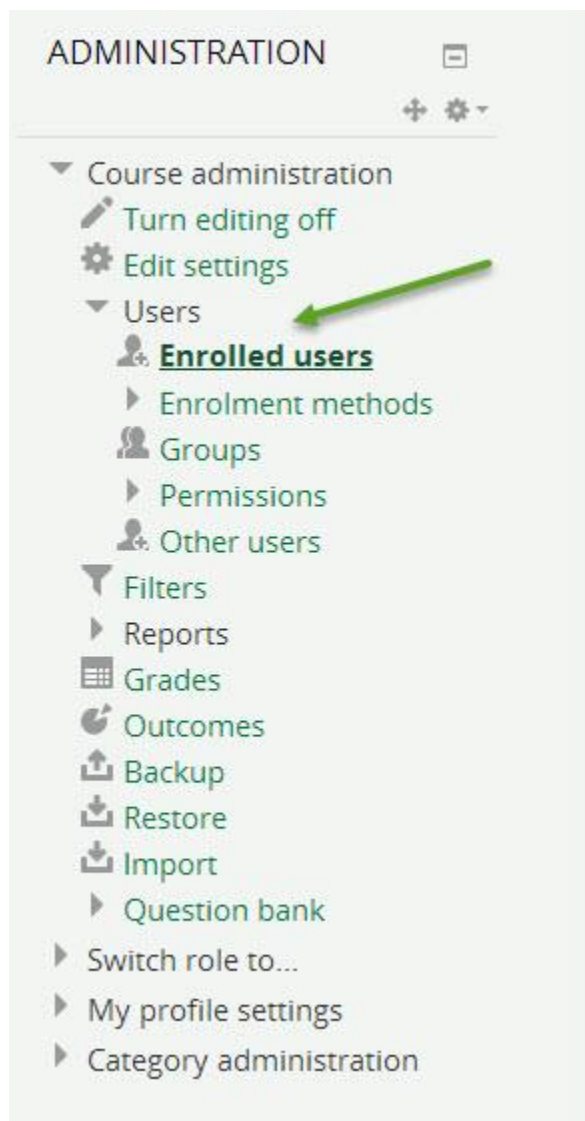 ADMINISTRATION
Course administration
Turn editing off
Edit settings
Users
Enrolled users
Enrolment methods
Groups
Permissions
Other users
Filters
Reports
Grades
Outcomes
Backup
Restore
Import
Question bank
Switch role to...
My profile settings
Category administration